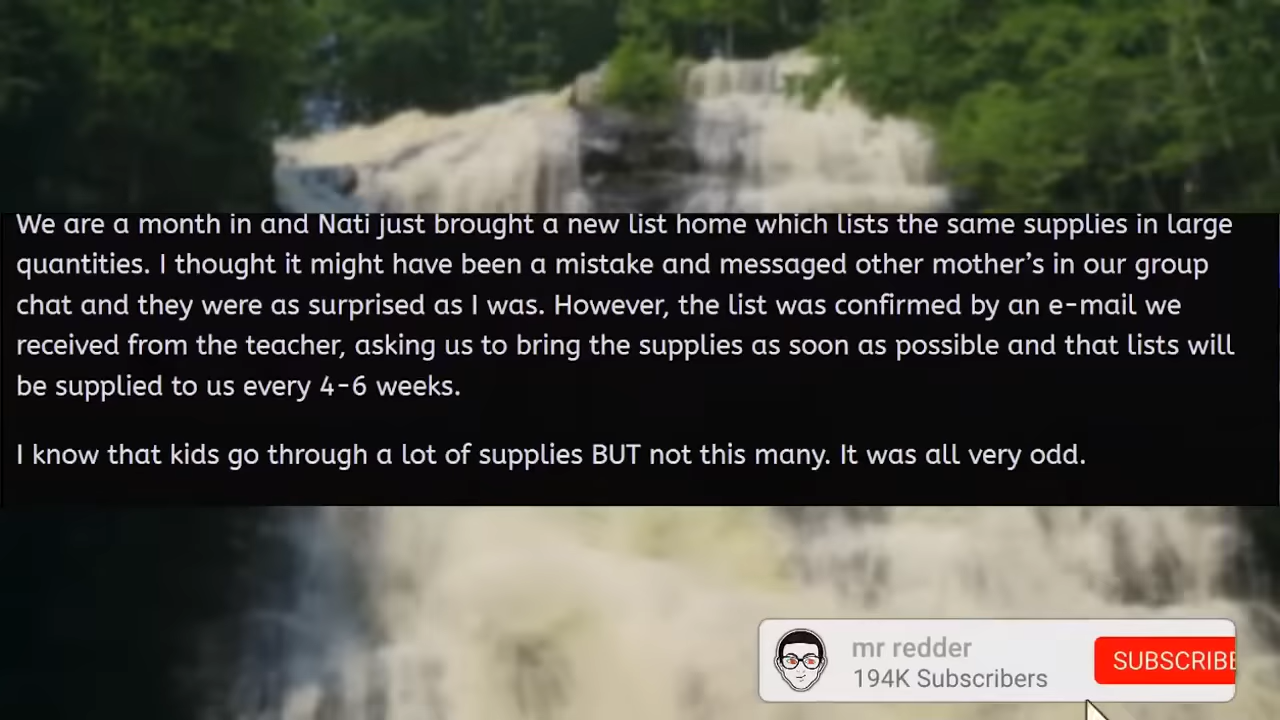 We are a month in and Nati just brought a new list home which lists the same supplies in large
quantities. I thought it might have been a mistake and messaged other mother’s in our group
chat and they were as surprised as I was. However, the list was confirmed by an e-mail we
received from the teacher, asking us to bring the supplies as soon as possible and that lists will
be supplied to us every 4-6 weeks.
I know that kids go through a lot of supplies BUT not this many. It was all very odd.
mr redder
194K Subscribers
SUBSCRIBE